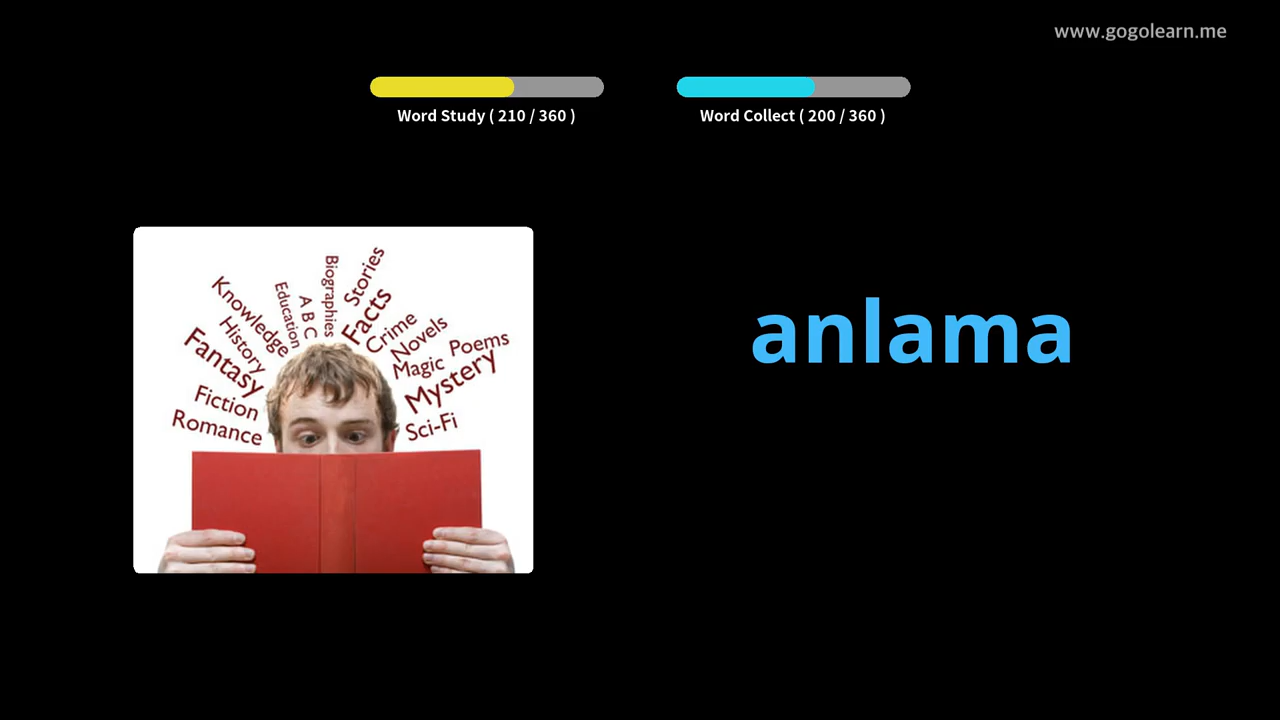 www.gogolearn.me
Word Study ( 210 / 360 )
Word Collect ( 200 / 360 )
Biographies
Stories
Education
A B C
Facts
Knowledge
Crime
History
Novels
Poems
Fantasy
Magic
Mystery
Fiction
Romance
Sci-Fi
anlama